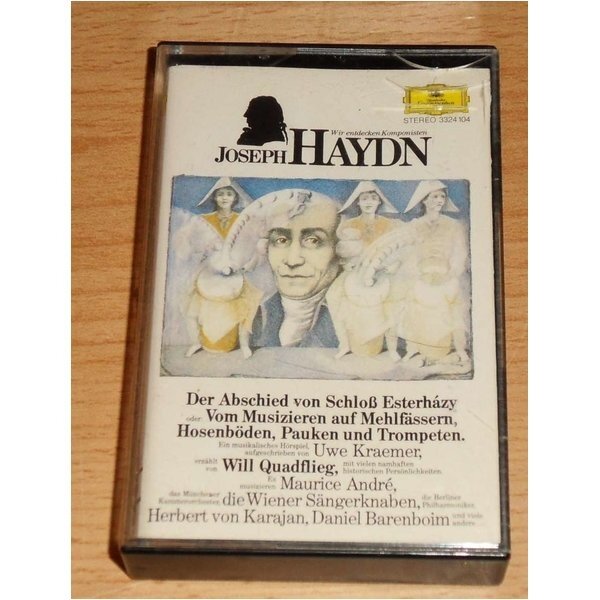 Deutsche Grammophon
STEREO 3324 104
Wir entdecken Komponisten
JOSEPH HAYDN
Der Abschied von Schloß Esterházy
oder Vom Musizieren auf Mehlfässern,
Hosenböden, Pauken und Trompeten.
Ein musikalisches Hörspiel, aufgeschrieben von Uwe Kraemer,
erzählt von Will Quadflieg, mit vielen namhaften historischen Persönlichkeiten.
Es musizieren Maurice André,
das Münchener Kammerorchester, die Wiener Sängerknaben, die Berliner Philharmoniker,
Herbert von Karajan, Daniel Barenboim und viele andere...